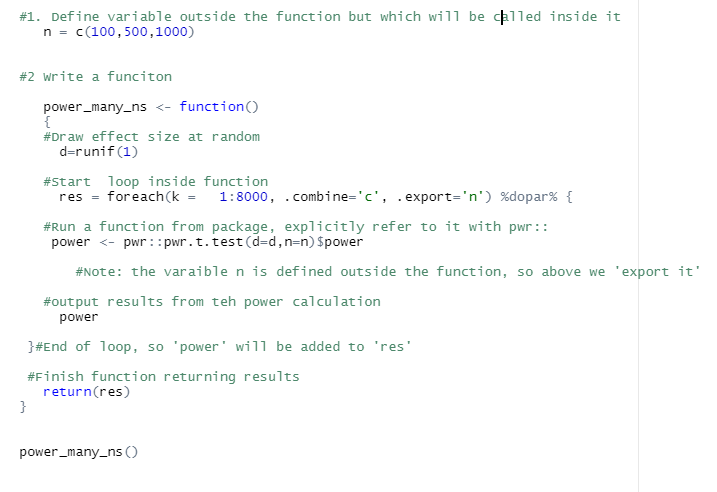 #1. Define variable outside the function but which will be called inside it
n = c(100,500,1000)
#2 Write a funciton
power_many_ns <- function()
{
#Draw effect size at random
d=runif(1)
#Start loop inside function
res = foreach(k = 1:8000, .combine='c', .export='n') %dopar% {
#Run a function from package, explicitly refer to it with pwr::
power <- pwr::pwr.t.test(d=d,n=n)$power
#Note: the varaible n is defined outside the function, so above we 'export it'
#output results from teh power calculation
power
}#End of loop, so 'power' will be added to 'res'
#Finish function returning results
return(res)
}
power_many_ns()